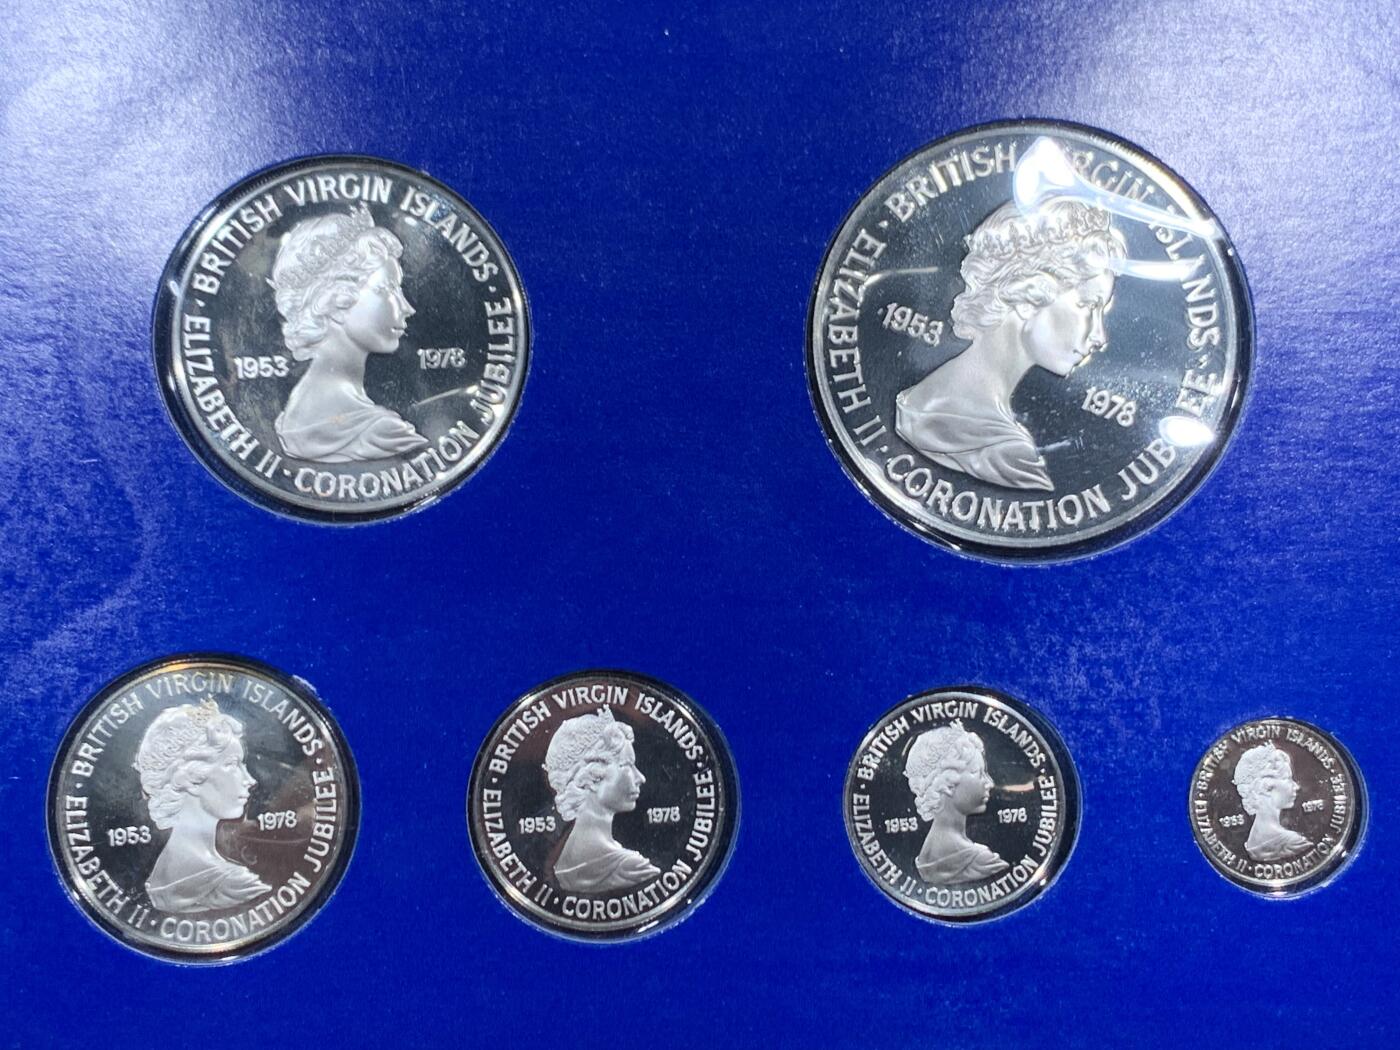 · BRITISH VIRGIN ISLANDS ·
ELIZABETH II · CORONATION JUBILEE
1953 1978
· BRITISH VIRGIN ISLANDS ·
ELIZABETH II · CORONATION
1953 1978
· BRITISH VIRGIN ISLANDS ·
ELIZABETH II · CORONATION JUBILEE
1953 1978
· BRITISH VIRGIN ISLANDS ·
ELIZABETH II · CORONATION JUBILEE
1953 1978
· BRITISH VIRGIN ISLANDS ·
ELIZABETH II · CORONATION JUBILEE
1953 1978
· BRITISH VIRGIN ISLANDS ·
ELIZABETH II · CORONATION JUBILEE
1953 1978